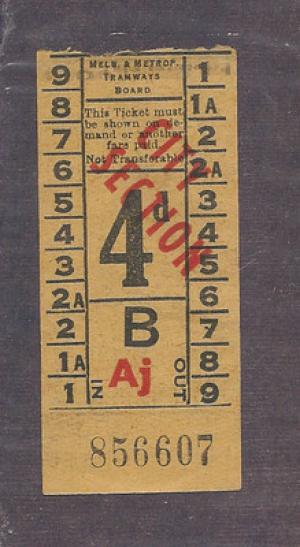 MELB. & METROP.
TRAMWAYS
BOARD
This Ticket must
be shown on de-
mand or another
fare paid.
Not Transferable
CITY
SECTION
4d
B
Aj
IN
OUT
9
8
7
6
5
4
3
2A
2
1A
1
1
1A
2
2A
3
4
5
6
7
8
9
856607